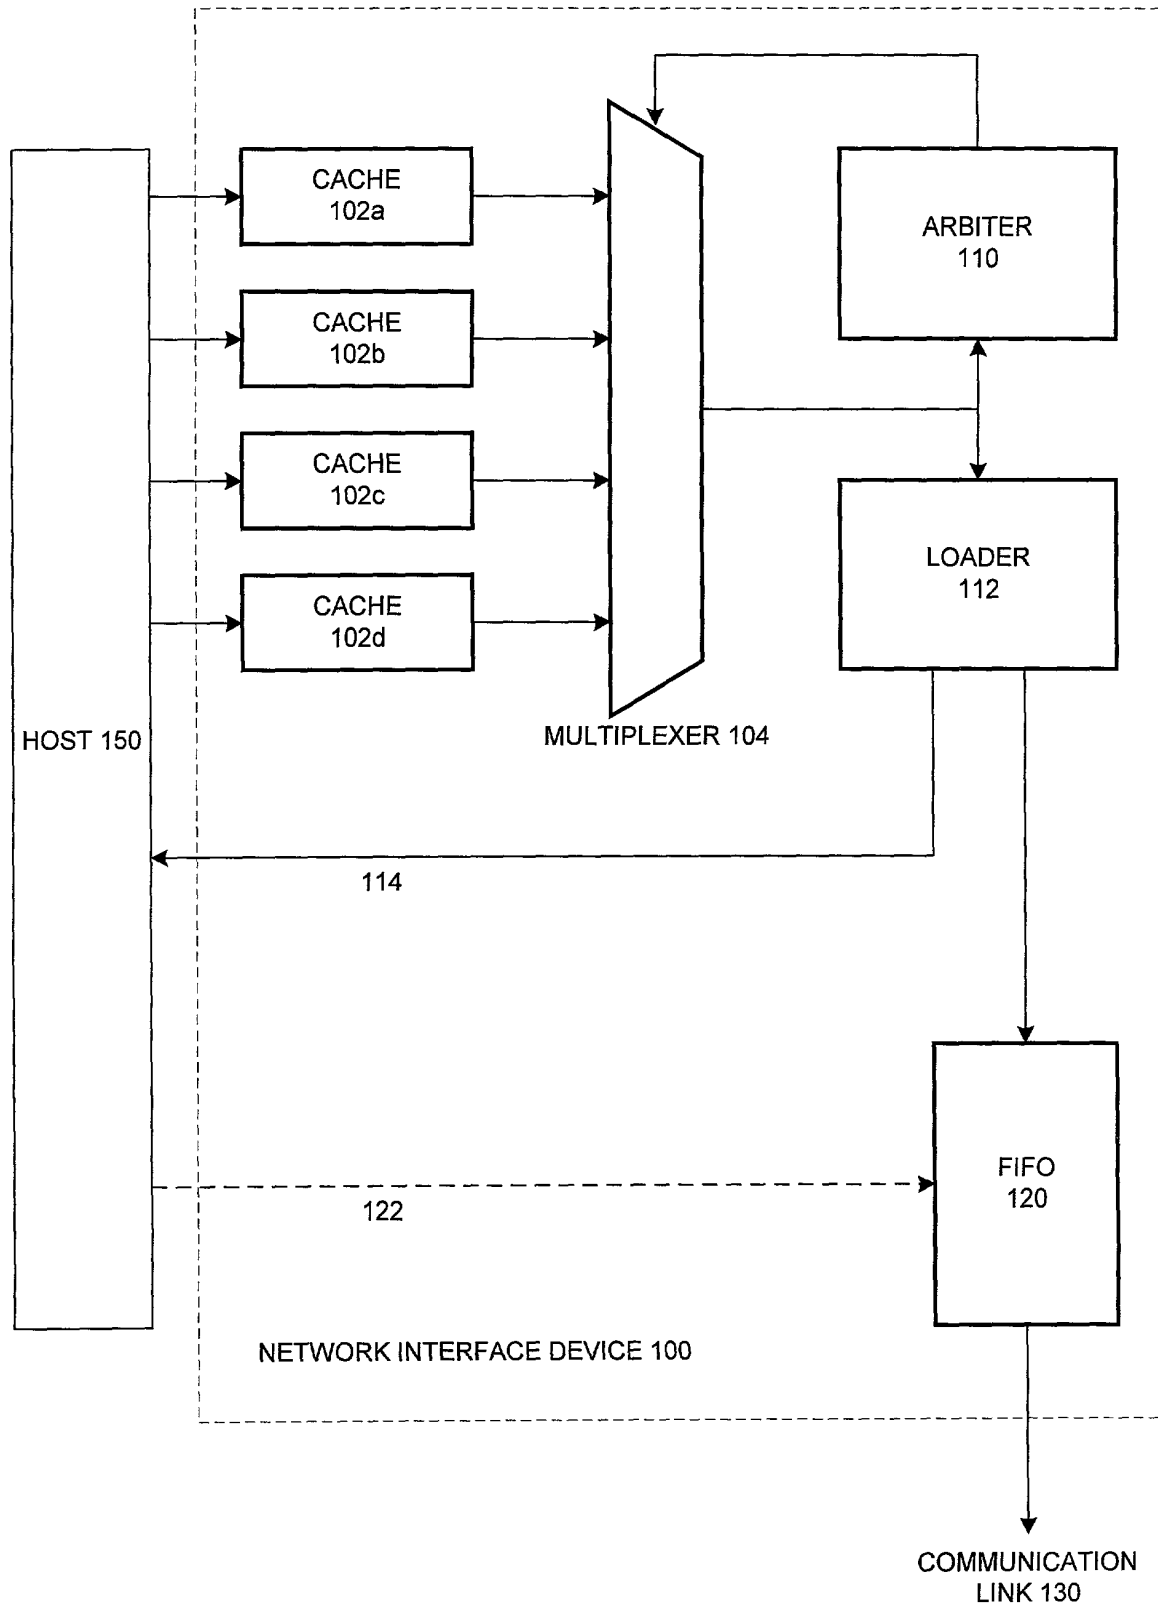 CACHE
102a
ARBITER
110
CACHE
102b
CACHE
102c
LOADER
112
CACHE
102d
HOST 150
MULTIPLEXER 104
114
FIFO
120
122
NETWORK INTERFACE DEVICE 100
COMMUNICATION
LINK 130